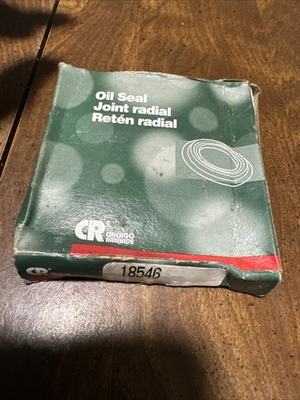 Oil Seal
Joint radial
Retén radial
CR
CHICAGO
RAWHIDE
CR
18546